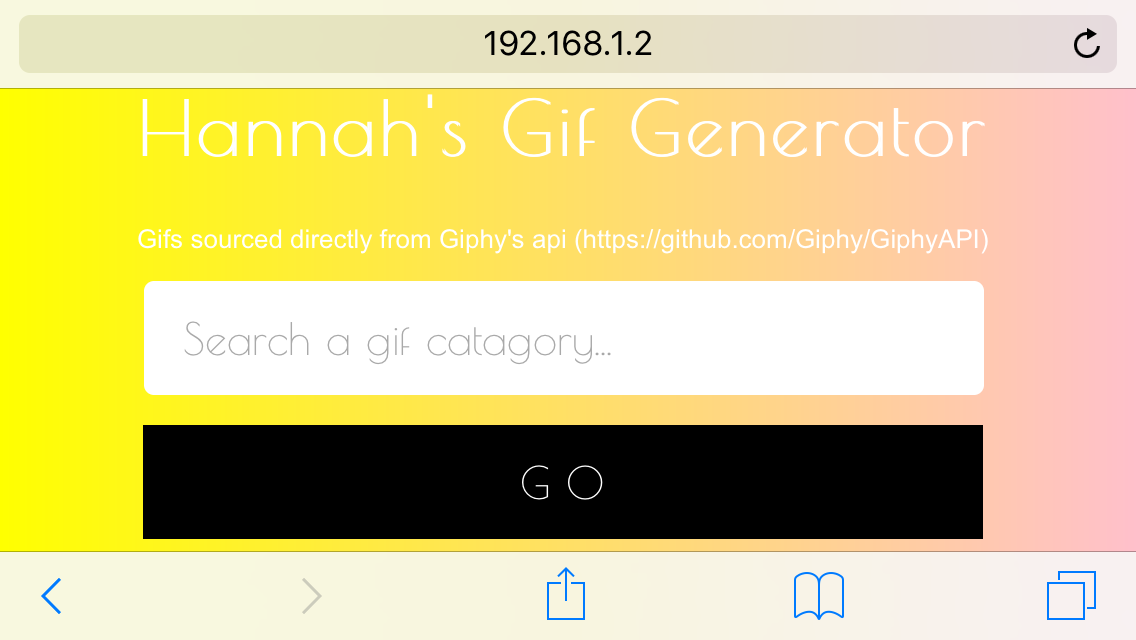 192.168.1.2
Hannah's Gif Generator
Gifs sourced directly from Giphy's api (https://github.com/Giphy/GiphyAPI)
Search a gif catagory...
GO